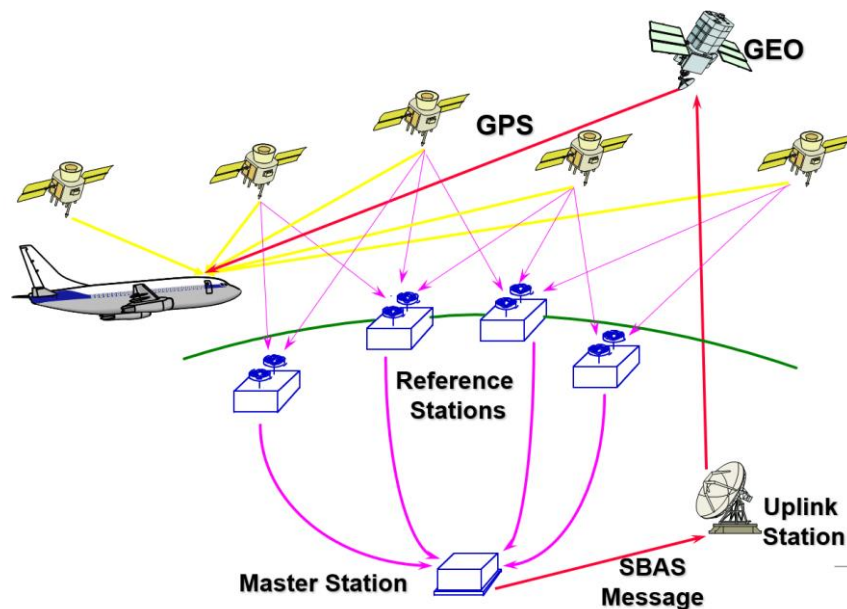 GEO
GPS
Reference
Stations
Uplink
Station
Master Station
SBAS
Message